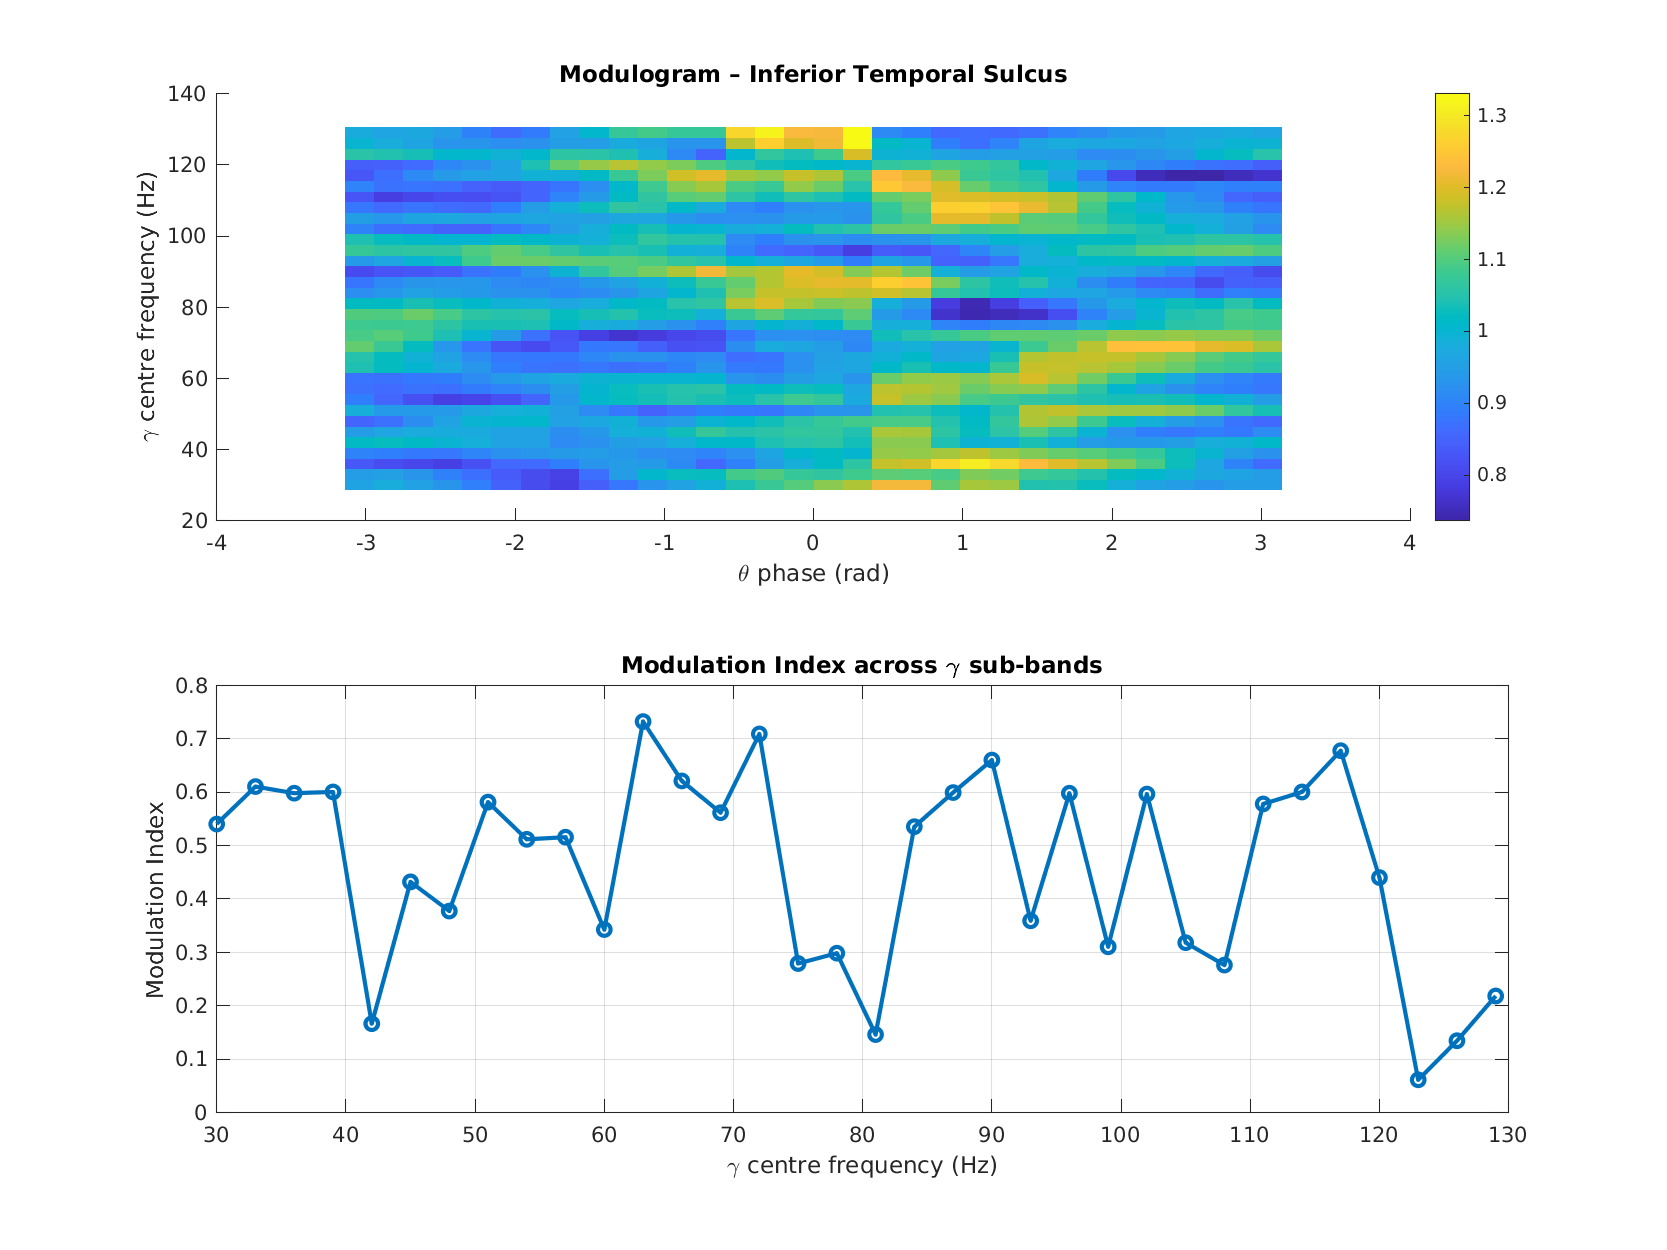 Modulogram – Inferior Temporal Sulcus
140
120
100
80
60
40
20
γ centre frequency (Hz)
-4 -3 -2 -1 0 1 2 3 4
θ phase (rad)
1.3
1.2
1.1
1
0.9
0.8
Modulation Index across γ sub-bands
0.8
0.7
0.6
0.5
0.4
0.3
0.2
0.1
0
Modulation Index
30 40 50 60 70 80 90 100 110 120 130
γ centre frequency (Hz)